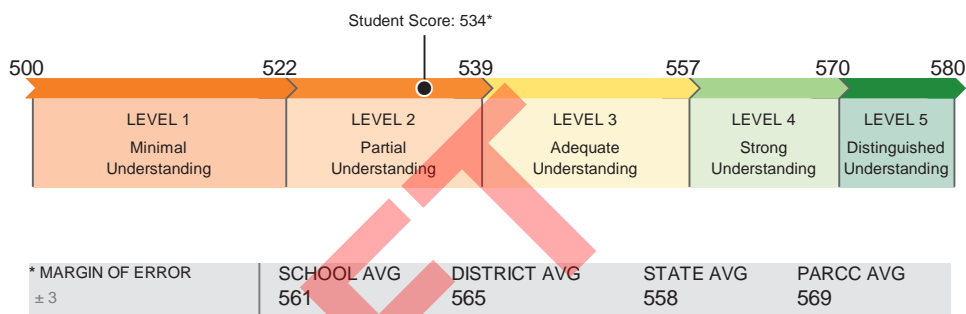 Student Score: 534*
500 522 539 557 570 580
LEVEL 1 LEVEL 2 LEVEL 3 LEVEL 4 LEVEL 5
Minimal Partial Adequate Strong Distinguished
Understanding Understanding Understanding Understanding Understanding
* MARGIN OF ERROR SCHOOL AVG DISTRICT AVG STATE AVG PARCC AVG
± 3 561 565 558 569